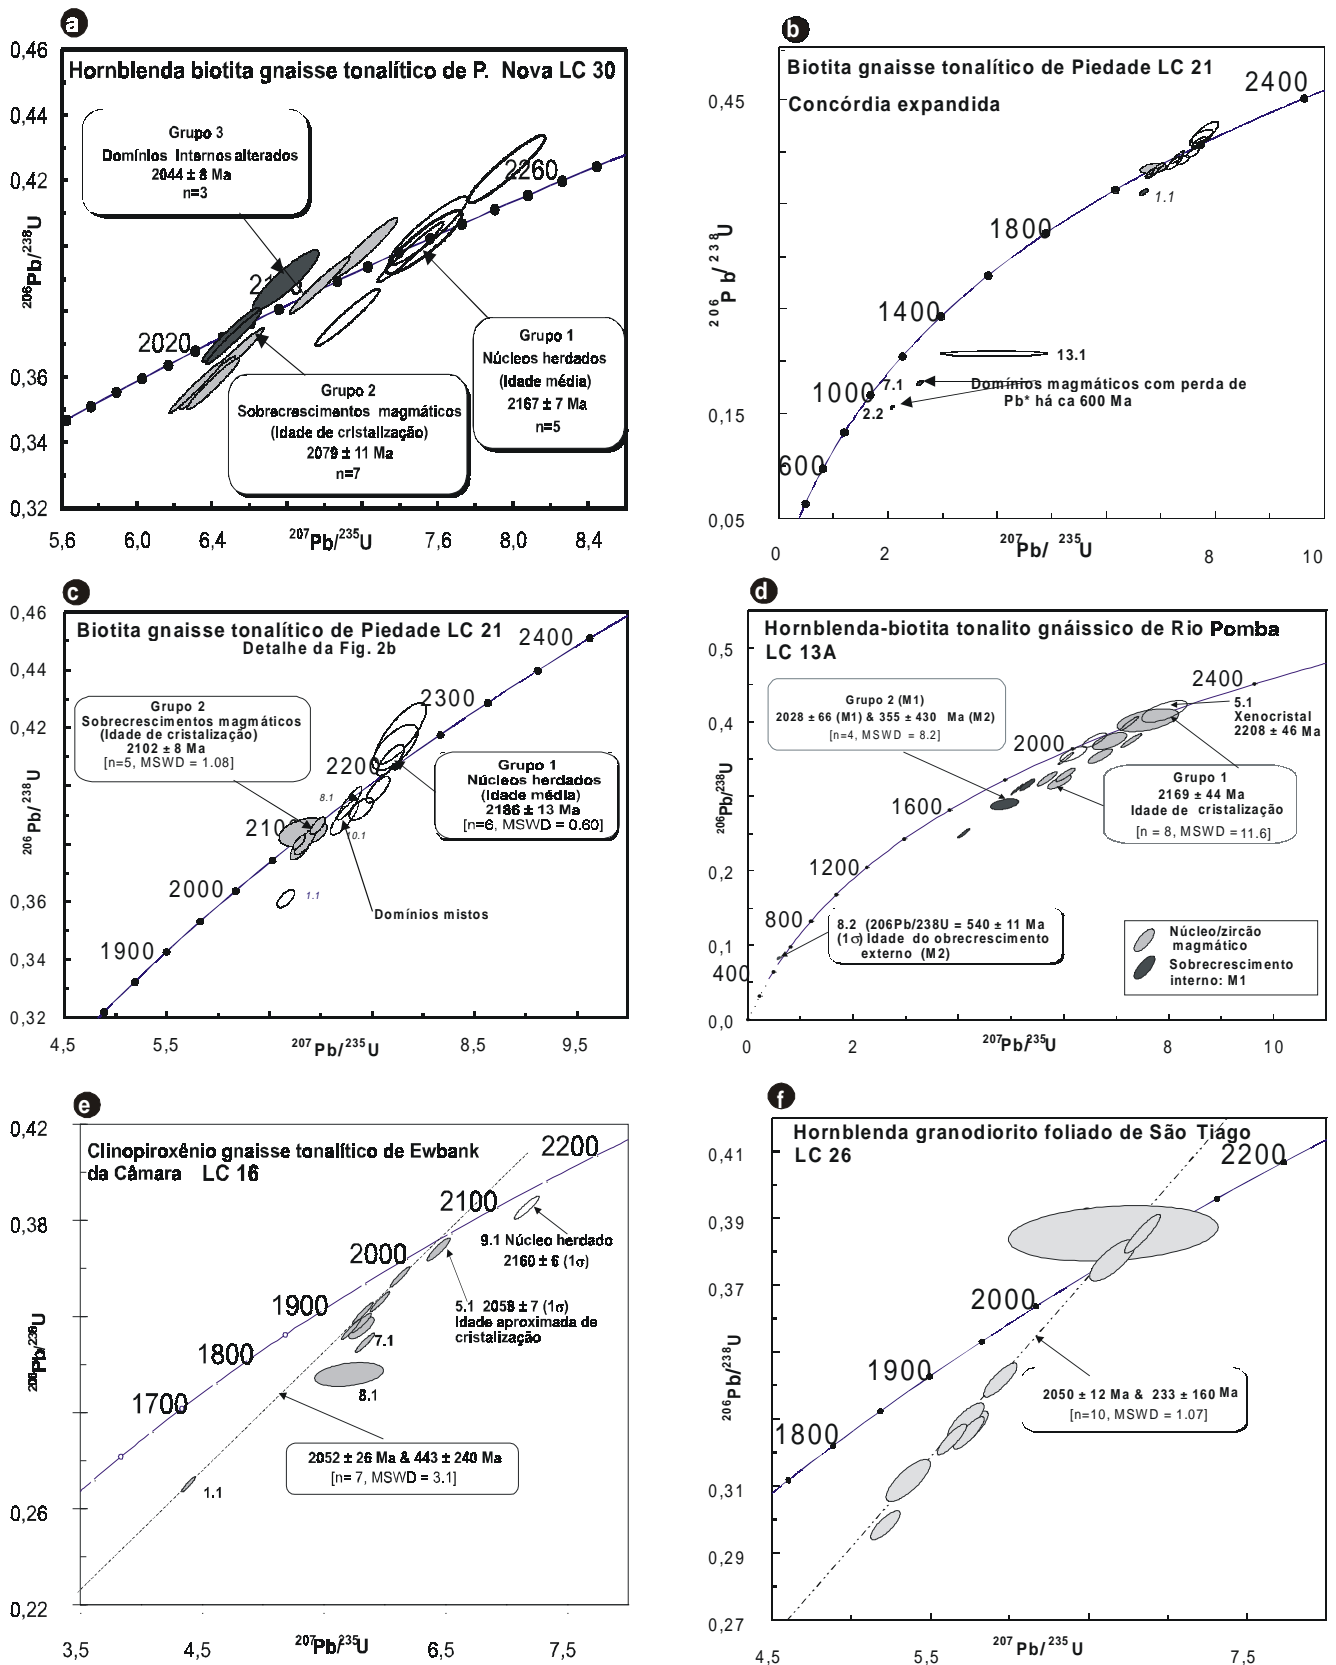 a
Hornblenda biotita gnaisse tonalítico de P. Nova LC 30
Grupo 3
Domínios Internos alterados
2044 ± 8 Ma
n=3
2260
2020
Grupo 2
Sobrecrescimentos magmáticos
(Idade de cristalização)
2079 ± 11 Ma
n=7
Grupo 1
Núcleos herdados
(Idade média)
2167 ± 7 Ma
n=5
0,46
0,44
0,42
0,40
0,36
0,34
0,32
206Pb/238U
5,6
6,0
6,4
207Pb/235U
7,6
8,0
8,4
b
Biotita gnaisse tonalítico de Piedade LC 21
Concórdia expandida
2400
1800
1400
1000
600
1.1
13.1
7.1
2.2
Domínios magmáticos com perda de
Pb* há ca 600 Ma
0,45
0,15
0,05
206Pb/238U
0
2
207Pb/ 235U
8
10
c
Biotita gnaisse tonalítico de Piedade LC 21
Detalhe da Fig. 2b
2400
2300
2200
2000
1900
Grupo 2
Sobrecrescimentos magmáticos
(Idade de cristalização)
2102 ± 8 Ma
[n=5, MSWD = 1.08]
Grupo 1
Núcleos herdados
(Idade média)
2186 ± 13 Ma
[n=6, MSWD = 0.60]
8.1
10.1
1.1
Domínios mistos
0,46
0,44
0,42
0,40
0,36
0,34
0,32
206Pb/238U
4,5
5,5
207Pb/235U
8,5
9,5
d
Hornblenda-biotita tonalito gnáissico de Rio Pomba
LC 13A
Grupo 2 (M1)
2028 ± 66 (M1) & 355 ± 430 Ma (M2)
[n=4, MSWD = 8.2]
2400
2000
1600
1200
800
400
5.1
Xenocristal
2208 ± 46 Ma
Grupo 1
2169 ± 44 Ma
Idade de cristalização
[n = 8, MSWD = 11.6]
8.2 (206Pb/238U = 540 ± 11 Ma
(1σ) Idade do obrecrescimento
externo (M2)
Núcleo/zircão
magmático
Sobrecrescimento
interno: M1
0,5
0,4
0,2
0,1
0,0
206Pb/238U
0
2
207Pb/235U
8
10
e
Clinopiroxênio gnaisse tonalítico de Ewbank
da Câmara LC 16
2200
2100
2000
1900
1800
1700
9.1 Núcleo herdado
2160 ± 6 (1σ)
5.1 2058 ± 7 (1σ)
Idade aproximada de
cristalização
7.1
8.1
1.1
2052 ± 26 Ma & 443 ± 240 Ma
[n= 7, MSWD = 3.1]
0,42
0,38
0,26
0,22
3,5
4,5
207Pb/235U
6,5
7,5
f
Hornblenda granodiorito foliado de São Tiágo
LC 26
2200
2000
1900
1800
2050 ± 12 Ma & 233 ± 160 Ma
[n=10, MSWD = 1.07]
0,41
0,39
0,37
0,31
0,29
0,27
206Pb/238U
4,5
5,5
207Pb/235U
7,5